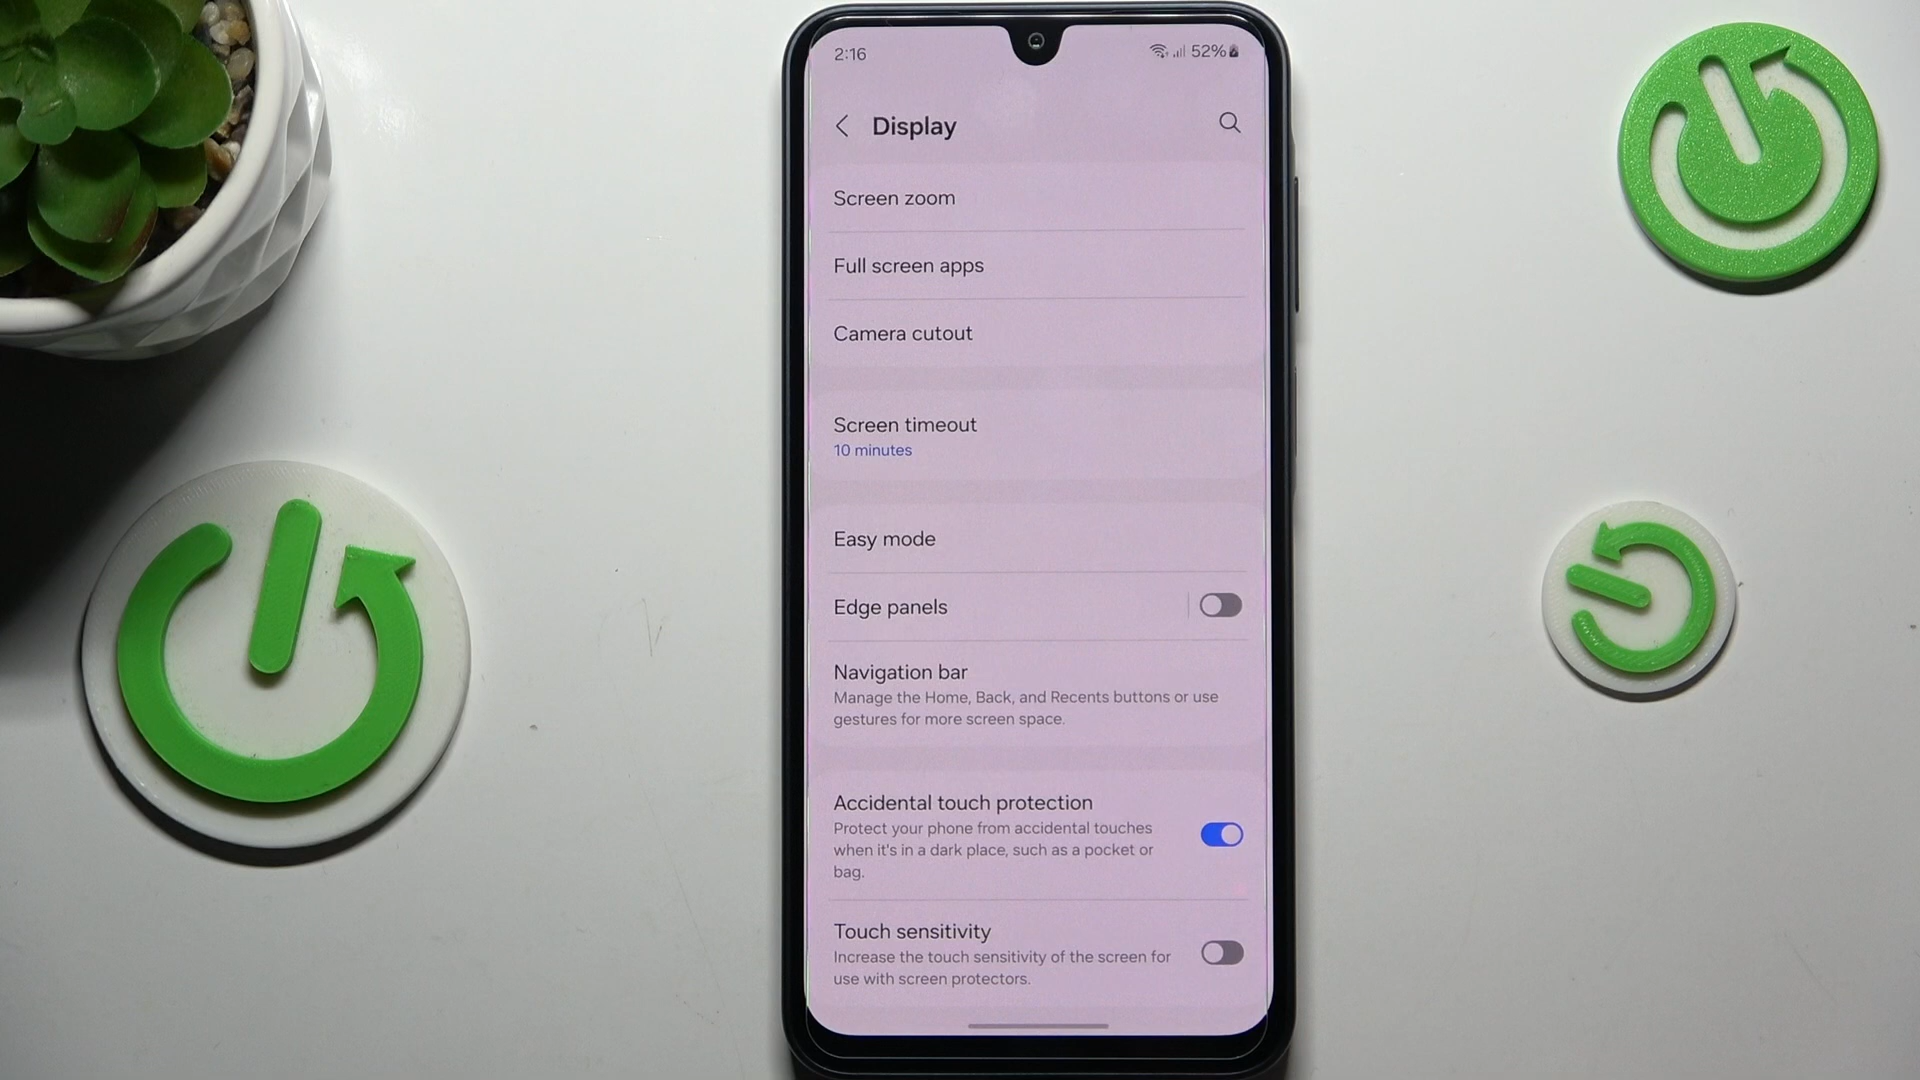 2:16
52%
Display
Screen zoom
Full screen apps
Camera cutout
Screen timeout
10 minutes
Easy mode
Edge panels
Navigation bar
Manage the Home, Back, and Recents buttons or use
gestures for more screen space.
Accidental touch protection
Protect your phone from accidental touches
when it's in a dark place, such as a pocket or
bag.
Touch sensitivity
Increase the touch sensitivity of the screen for
use with screen protectors.